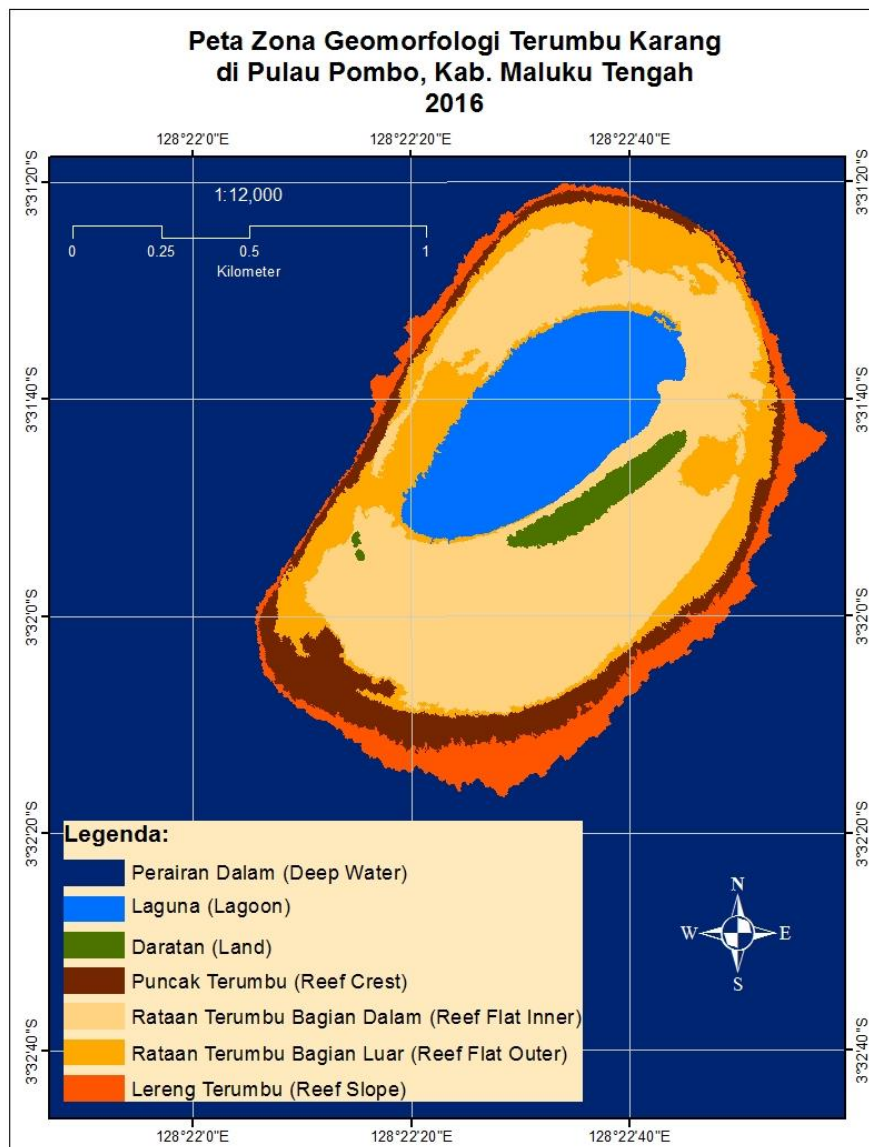 Peta Zona Geomorfologi Terumbu Karang
di Pulau Pombo, Kab. Maluku Tengah
2016
128°22'0"E 128°22'20"E 128°22'40"E
3°31'20"S 3°31'20"S
1:12,000
0 0.25 0.5 1
Kilometer
3°31'40"S 3°31'40"S
3°32'0"S 3°32'0"S
3°32'20"S 3°32'20"S
Legenda:
Perairan Dalam (Deep Water)
Laguna (Lagoon)
Daratan (Land)
Puncak Terumbu (Reef Crest)
Rataan Terumbu Bagian Dalam (Reef Flat Inner)
Rataan Terumbu Bagian Luar (Reef Flat Outer)
Lereng Terumbu (Reef Slope)
N
W E
S
3°32'40"S 3°32'40"S
128°22'0"E 128°22'20"E 128°22'40"E